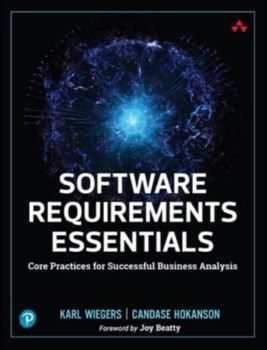 SOFTWARE
REQUIREMENTS
ESSENTIALS
Core Practices for Successful Business Analysis
KARL WIEGERS | CANDASE HOKANSON
Foreword by Joy Beatty
P